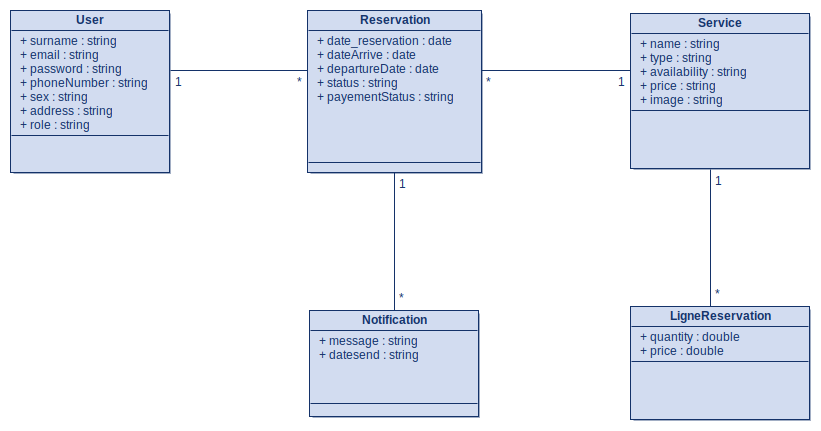 User
+ surname : string
+ email : string
+ password : string
+ phoneNumber : string
+ sex : string
+ address : string
+ role : string
1
*
Reservation
+ date_reservation : date
+ dateArrive : date
+ departureDate : date
+ status : string
+ payementStatus : string
*
1
Service
+ name : string
+ type : string
+ availability : string
+ price : string
+ image : string
1
*
Notification
+ message : string
+ datesend : string
1
*
LigneReservation
+ quantity : double
+ price : double